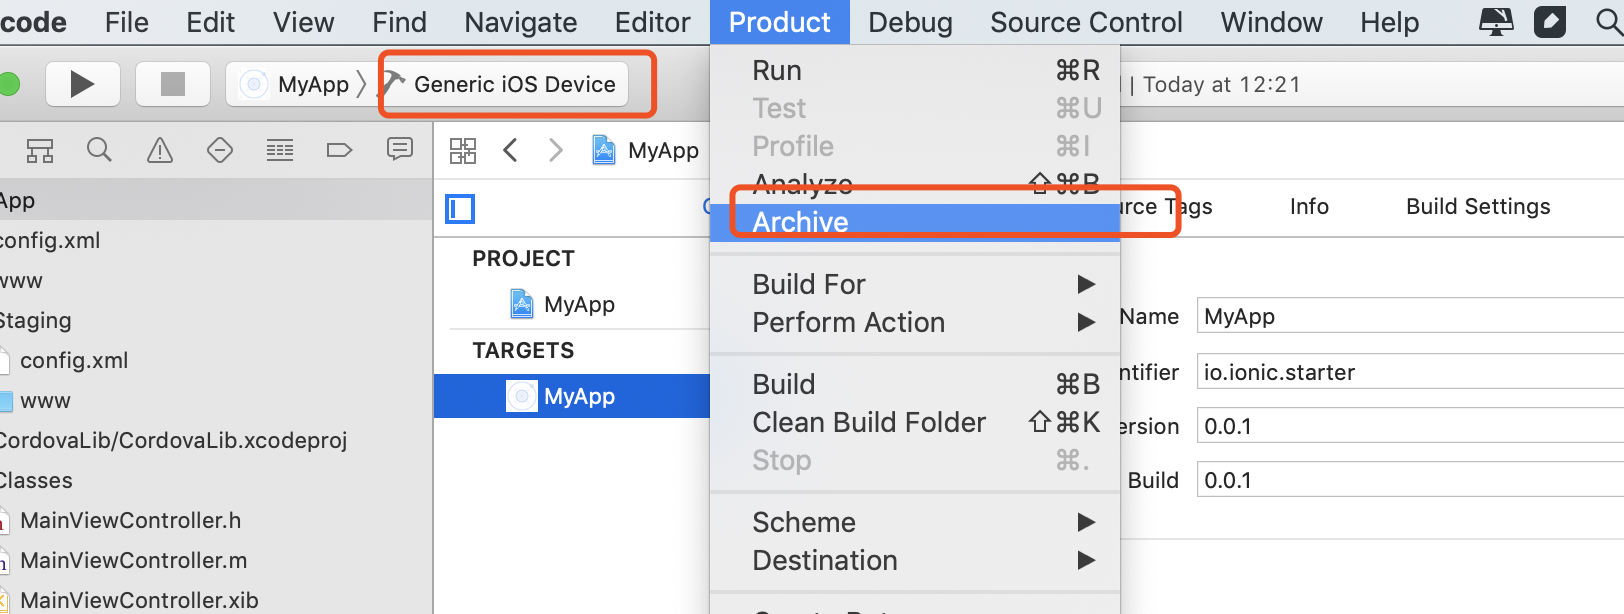 code File Edit View Find Navigate Editor Product Debug Source Control Window Help
MyApp Generic iOS Device
| Today at 12:21
Run ⌘R
Test ⌘U
Profile ⌘I
Analyze ⇧⌘B
Archive
Build For
Perform Action
Build ⌘B
Clean Build Folder ⇧⌘K
Stop ⌘.
Scheme
Destination
MyApp
App
config.xml
www
Staging
config.xml
www
CordovaLib/CordovaLib.xcodeproj
Classes
MainViewController.h
MainViewController.m
MainViewController.xib
PROJECT
MyApp
TARGETS
MyApp
urce Tags Info Build Settings
Name MyApp
ntifier io.ionic.starter
ersion 0.0.1
Build 0.0.1